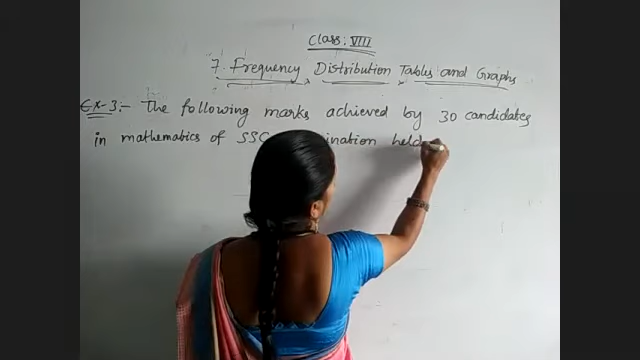 Class: VIII
7. Frequency Distribution Tables and Graphs
Ex-3:- The following marks achieved by 30 candidates
in mathematics of SSC held